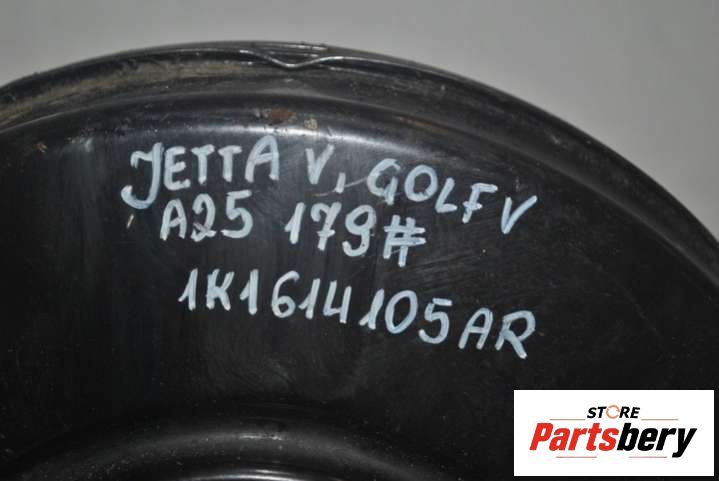 JETTA V, GOLF V
A25 179#
1K1614105AR
STORE
Partsbery